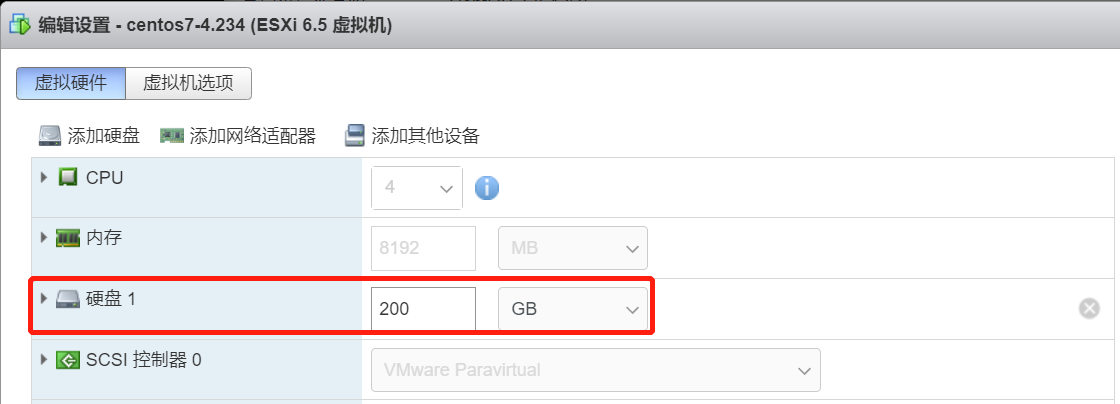 编辑设置 - centos7-4.234 (ESXi 6.5 虚拟机)
虚拟硬件 虚拟机选项
添加硬盘 添加网络适配器 添加其他设备
CPU 4
内存 8192 MB
硬盘 1 200 GB
SCSI 控制器 0 VMware Paravirtual